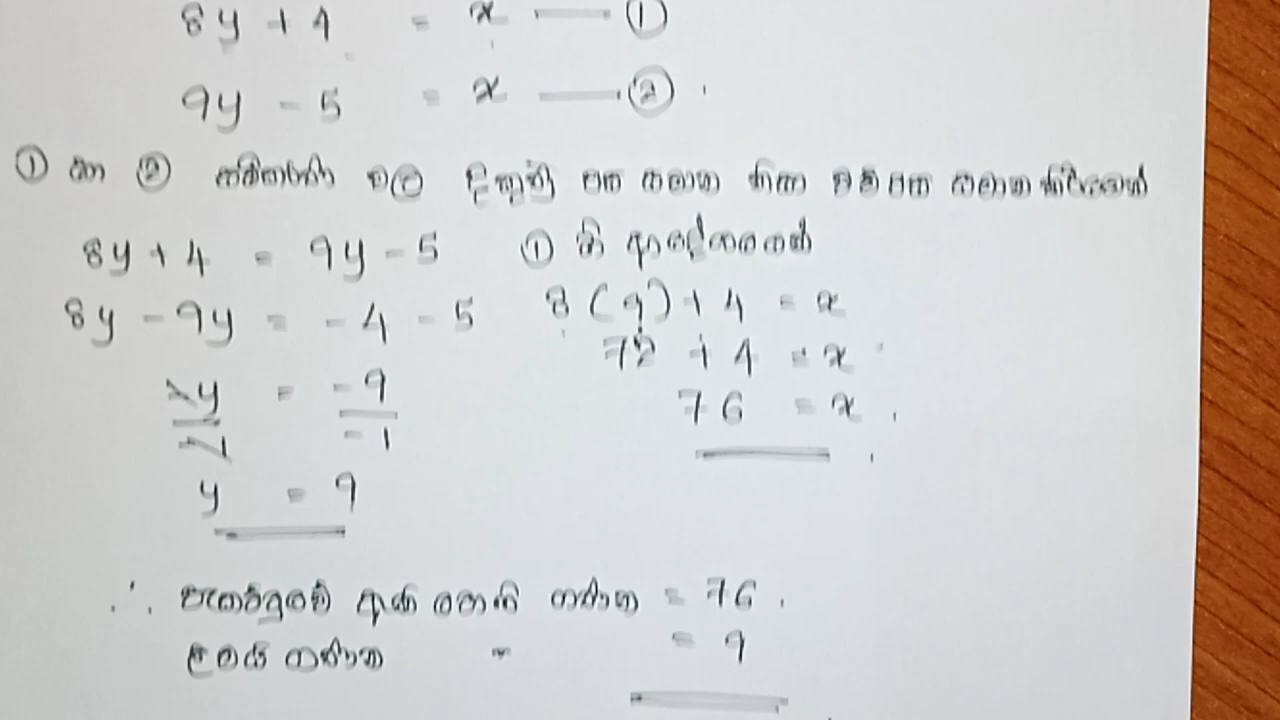 8y + 4 = x — ①
9y - 5 = x — ②
① හා ② සමීකරණ වල දකුණු පස සමාන නිසා වම් පස සමාන කිරීමෙන්
8y + 4 = 9y - 5 ① හි ආදේශයෙන්
8y - 9y = -4 - 5 8(9) + 4 = x
72 + 4 = x
-y/-1 = -9/-1 76 = x
y = 9
∴ පැකට්ටුවේ ඇති ගණන = 76
ළමයි ගණන " = 9